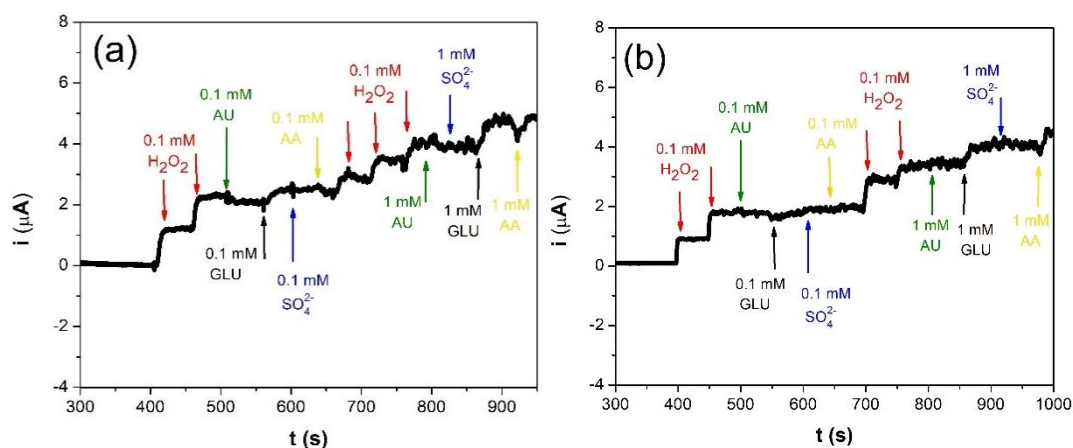 (a)
8
6
4
2
0
-2
-4
i (μA)
300 400 500 600 700 800 900
t (s)
0.1 mM
H₂O₂
0.1 mM
AU
0.1 mM
GLU
0.1 mM
SO₄²⁻
0.1 mM
AA
0.1 mM
H₂O₂
1 mM
AU
1 mM
SO₄²⁻
1 mM
GLU
1 mM
AA
(b)
8
6
4
2
0
-2
-4
i (μA)
300 400 500 600 700 800 900 1000
t (s)
0.1 mM
H₂O₂
0.1 mM
AU
0.1 mM
GLU
0.1 mM
SO₄²⁻
0.1 mM
AA
0.1 mM
H₂O₂
1 mM
AU
1 mM
GLU
1 mM
SO₄²⁻
1 mM
AA